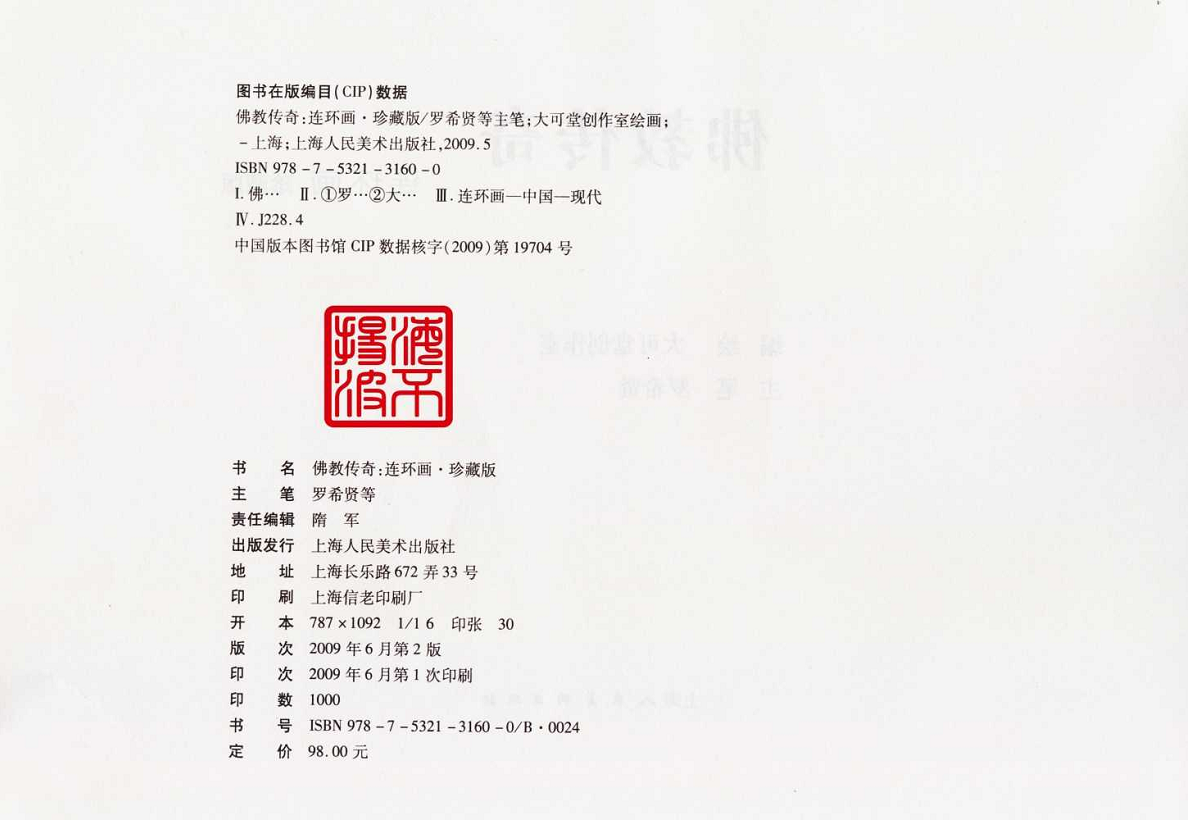 图书在版编目(CIP)数据
佛教传奇:连环画·珍藏版/罗希贤等主笔;大可堂创作室绘画;
-上海;上海人民美术出版社,2009.5
ISBN 978-7-5321-3160-0
Ⅰ.佛… Ⅱ.①罗…②大… Ⅲ.连环画—中国—现代
Ⅳ.J228.4
中国版本图书馆CIP数据核字(2009)第19704号
书 名 佛教传奇:连环画·珍藏版
主 笔 罗希贤等
责任编辑 隋 军
出版发行 上海人民美术出版社
地 址 上海长乐路672弄33号
印 刷 上海信老印刷厂
开 本 787×1092 1/1 6 印张 30
版 次 2009年6月第2版
印 次 2009年6月第1次印刷
印 数 1000
书 号 ISBN 978-7-5321-3160-0/B·0024
定 价 98.00元